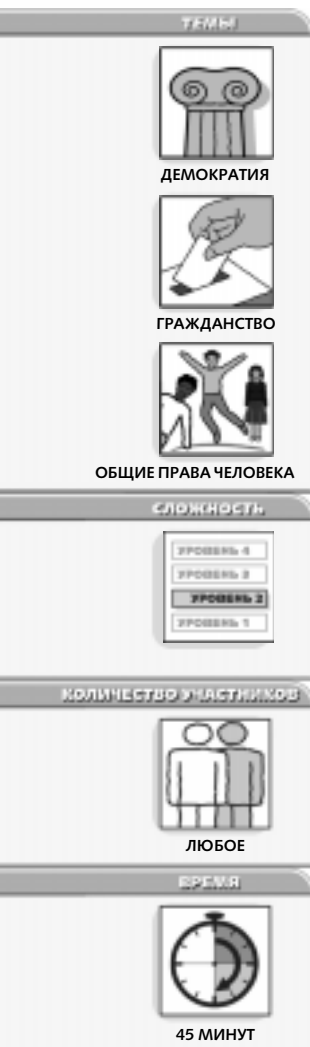 ТЕМЫ
ДЕМОКРАТИЯ
ГРАЖДАНСТВО
ОБЩИЕ ПРАВА ЧЕЛОВЕКА
СЛОЖНОСТЬ
УРОВЕНЬ 4
УРОВЕНЬ 3
УРОВЕНЬ 2
УРОВЕНЬ 1
КОЛИЧЕСТВО УЧАСТНИКОВ
ЛЮБОЕ
ВРЕМЯ
45 МИНУТ